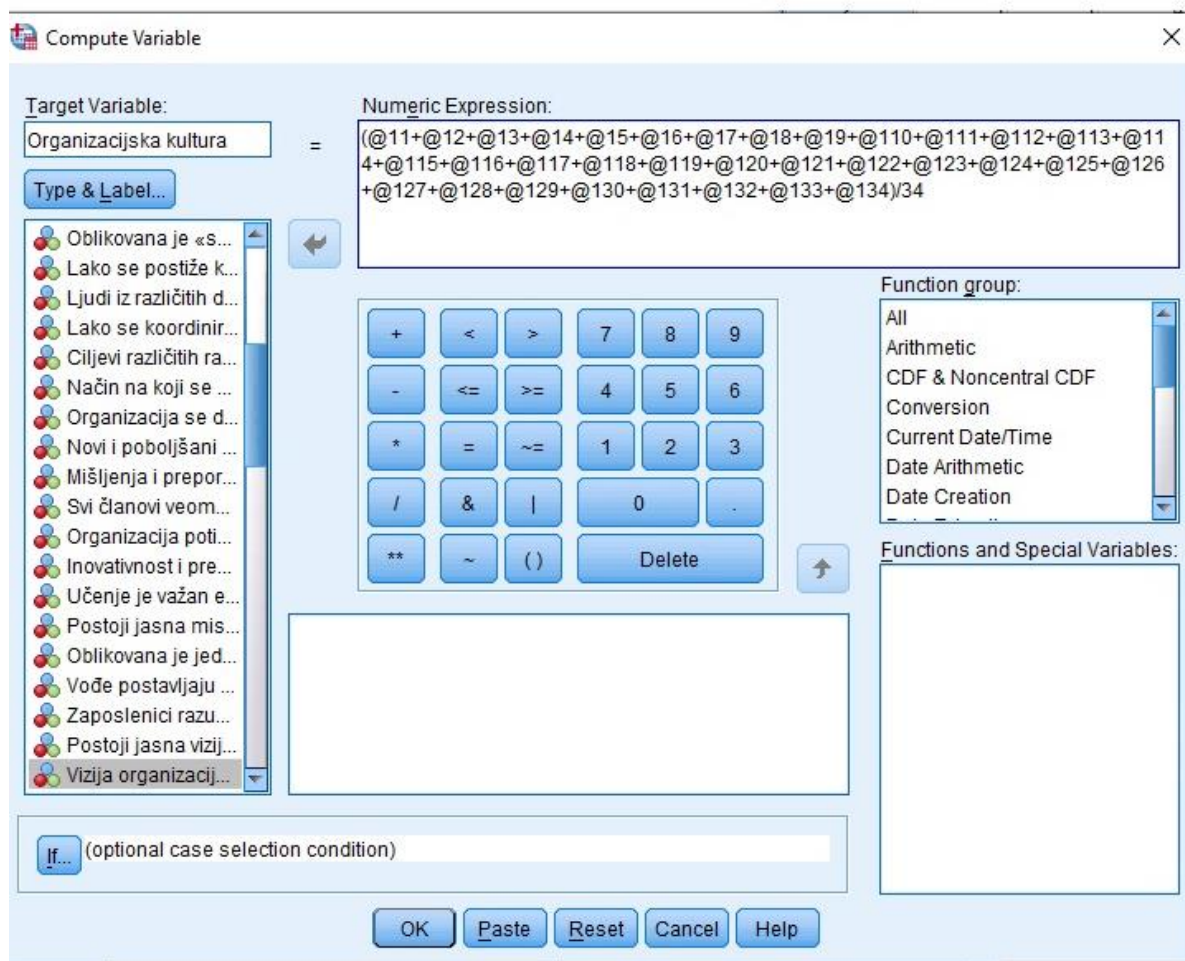 Compute Variable
Target Variable:
Organizacijska kultura
=
Type & Label...
Numeric Expression:
(@11+@12+@13+@14+@15+@16+@17+@18+@19+@110+@111+@112+@113+@11
4+@115+@116+@117+@118+@119+@120+@121+@122+@123+@124+@125+@126
+@127+@128+@129+@130+@131+@132+@133+@134)/34
Oblikovana je «s...
Lako se postiže k...
Ljudi iz različitih d...
Lako se koordinir...
Ciljevi različitih ra...
Način na koji se ...
Organizacija se d...
Novi i poboljšani ...
Mišljenja i prepor...
Svi članovi veom...
Organizacija poti...
Inovativnost i pre...
Učenje je važan e...
Postoji jasna mis...
Oblikovana je jed...
Vođe postavljaju ...
Zaposlenici razu...
Postoji jasna vizij...
Vizija organizacij...
+ < > 7 8 9
- <= >= 4 5 6
* = ~= 1 2 3
/ & | 0 .
** ~ ( ) Delete
Function group:
All
Arithmetic
CDF & Noncentral CDF
Conversion
Current Date/Time
Date Arithmetic
Date Creation
Functions and Special Variables:
If... (optional case selection condition)
OK Paste Reset Cancel Help